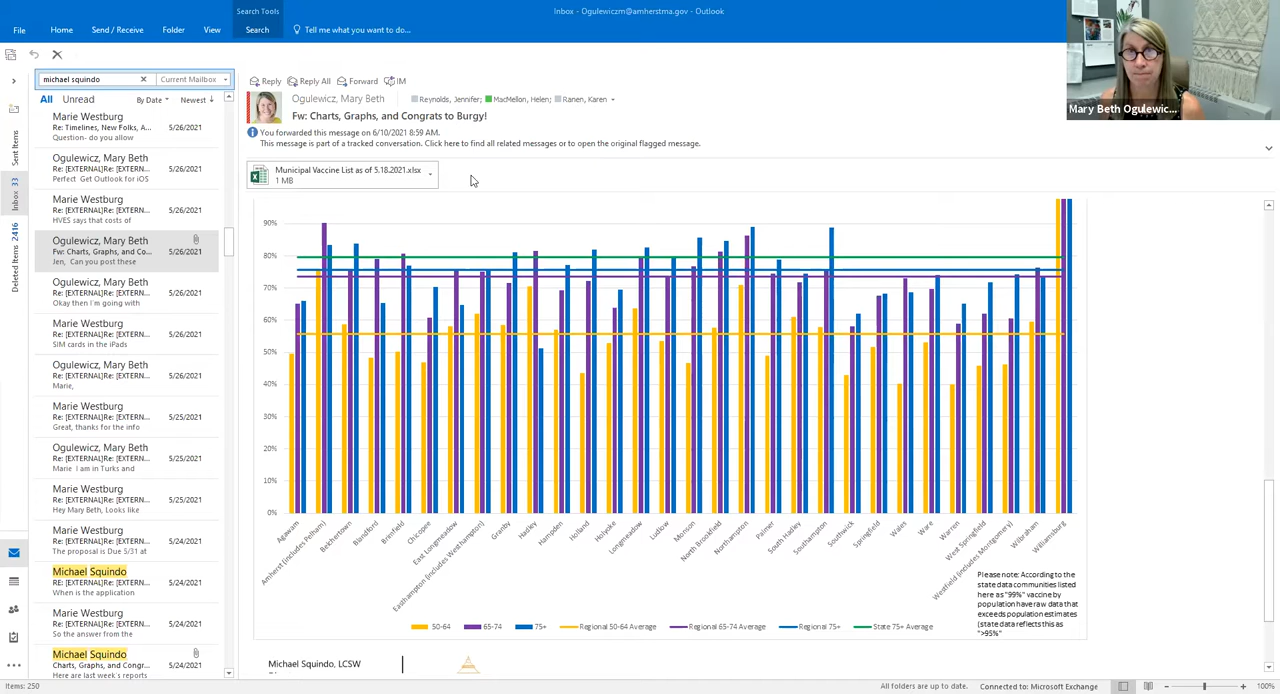 Search Tools
Inbox - Ogulewiczm@amherstma.gov - Outlook
File Home Send / Receive Folder View Search Tell me what you want to do...
michael squindo Current Mailbox
All Unread By Date Newest ↓
Marie Westburg
Re: Timelines, New Folks, A... 5/26/2021
Question- do you allow
Ogulewicz, Mary Beth
Re: [EXTERNAL]Re: [EXTERN... 5/26/2021
Perfect Get Outlook for iOS
Marie Westburg
Re: [EXTERNAL]Re: [EXTERN... 5/26/2021
HVES says that costs of
Ogulewicz, Mary Beth
Fw: Charts, Graphs, and Co... 5/26/2021
Jen, Can you post these
Ogulewicz, Mary Beth
Re: [EXTERNAL]Re: [EXTERN... 5/26/2021
Okay then I'm going with
Marie Westburg
Re: [EXTERNAL]Re: [EXTERN... 5/26/2021
SIM cards in the iPads
Ogulewicz, Mary Beth
Re: [EXTERNAL]Re: [EXTERN... 5/26/2021
Marie,
Marie Westburg
Re: [EXTERNAL]Re: [EXTERN... 5/25/2021
Great, thanks for the info
Ogulewicz, Mary Beth
Re: [EXTERNAL]Re: [EXTERN... 5/25/2021
Marie I am in Turks and
Marie Westburg
Re: [EXTERNAL]Re: [EXTERN... 5/25/2021
Hey Mary Beth, Looks like
Marie Westburg
Re: [EXTERNAL]Re: [EXTERN... 5/24/2021
The proposal is Due 5/31 at
Michael Squindo
RE: [EXTERNAL]Re: [EXTERN... 5/24/2021
When is the application
Marie Westburg
Re: [EXTERNAL]Re: [EXTERN... 5/24/2021
So the answer from the
Michael Squindo
Charts, Graphs, and Congr... 5/24/2021
Here are last week's reports
Sent Items
Inbox 33
Deleted Items 2416
Reply Reply All Forward IM
Ogulewicz, Mary Beth Reynolds, Jennifer; MacMellon, Helen; Ranen, Karen
Fw: Charts, Graphs, and Congrats to Burgy!
You forwarded this message on 6/10/2021 8:59 AM.
This message is part of a tracked conversation. Click here to find all related messages or to open the original flagged message.
Municipal Vaccine List as of 5.18.2021.xlsx
1 MB
Mary Beth Ogulewic...
90%
80%
70%
60%
50%
40%
30%
20%
10%
0%
Agawam
Amherst (includes Pelham)
Belchertown
Blandford
Brimfield
Chicopee
East Longmeadow
Easthampton (includes Westhampton)
Granby
Hadley
Hampden
Holland
Holyoke
Longmeadow
Ludlow
Monson
North Brookfield
Northampton
Palmer
South Hadley
Southampton
Southwick
Springfield
Wales
Ware
Warren
West Springfield
Westfield (includes Montgomery)
Wilbraham
Williamsburg
Please note: According to the
state data communities listed
here as "99%" vaccine by
population have raw data that
exceeds population estimates
(state data reflects this as
">95%"
50-64 65-74 75+ Regional 50-64 Average Regional 65-74 Average Regional 75+ State 75+ Average
Michael Squindo, LCSW
Items: 250 All folders are up to date. Connected to: Microsoft Exchange 100%